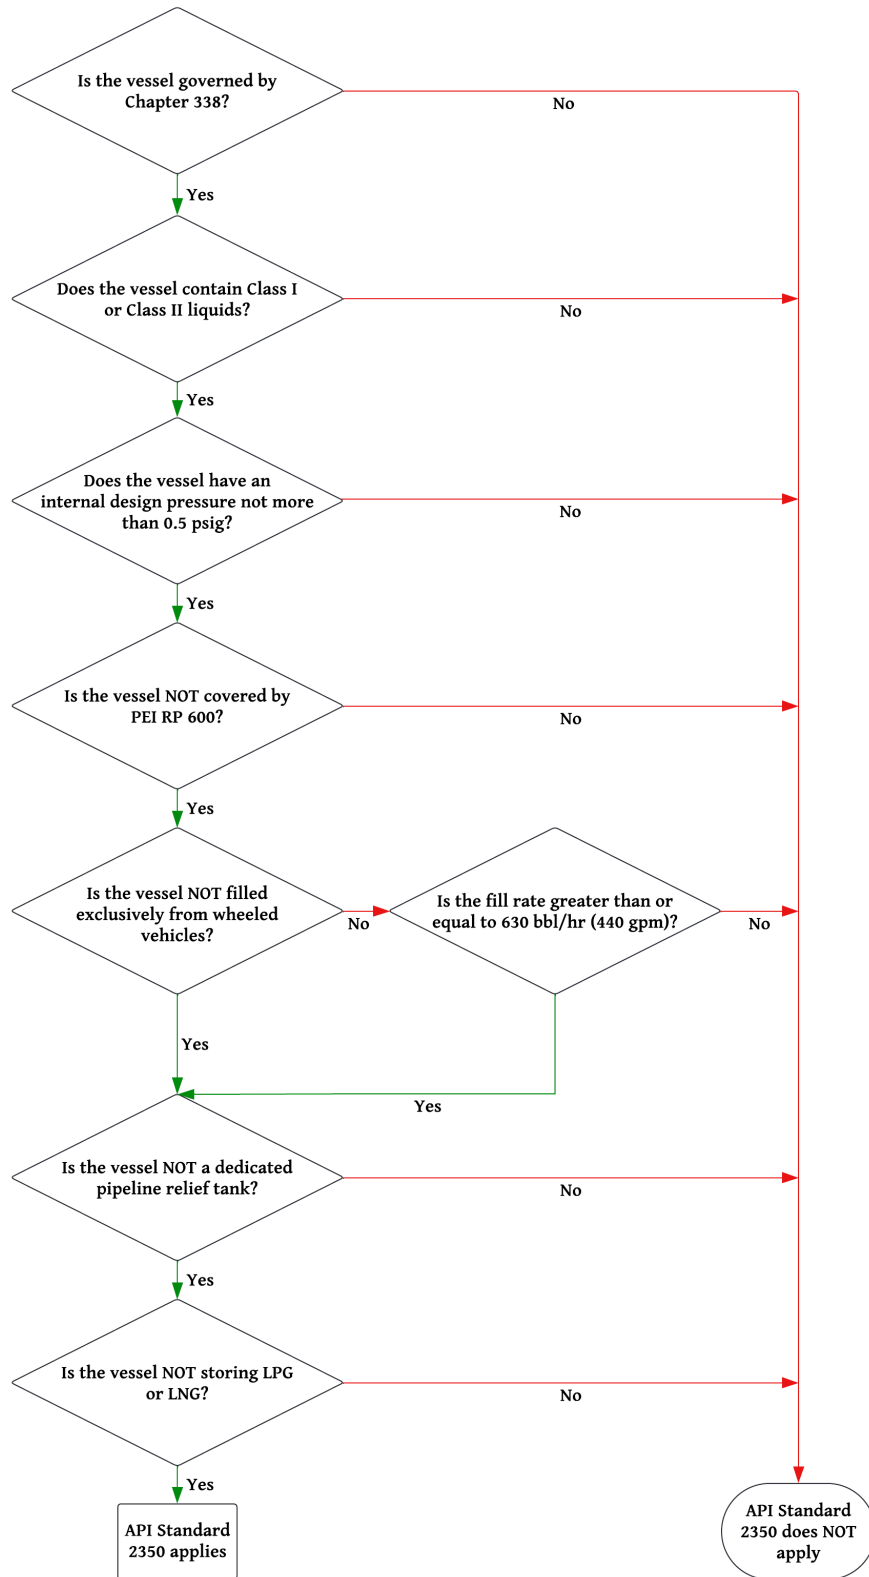 Is the vessel governed by
Chapter 338?
No
Yes
Does the vessel contain Class I
or Class II liquids?
No
Yes
Does the vessel have an
internal design pressure not more
than 0.5 psig?
No
Yes
Is the vessel NOT covered by
PEI RP 600?
No
Yes
Is the vessel NOT filled
exclusively from wheeled
vehicles?
No
Is the fill rate greater than or
equal to 630 bbl/hr (440 gpm)?
No
Yes
Yes
Is the vessel NOT a dedicated
pipeline relief tank?
No
Yes
Is the vessel NOT storing LPG
or LNG?
No
Yes
API Standard
2350 applies
API Standard
2350 does NOT
apply